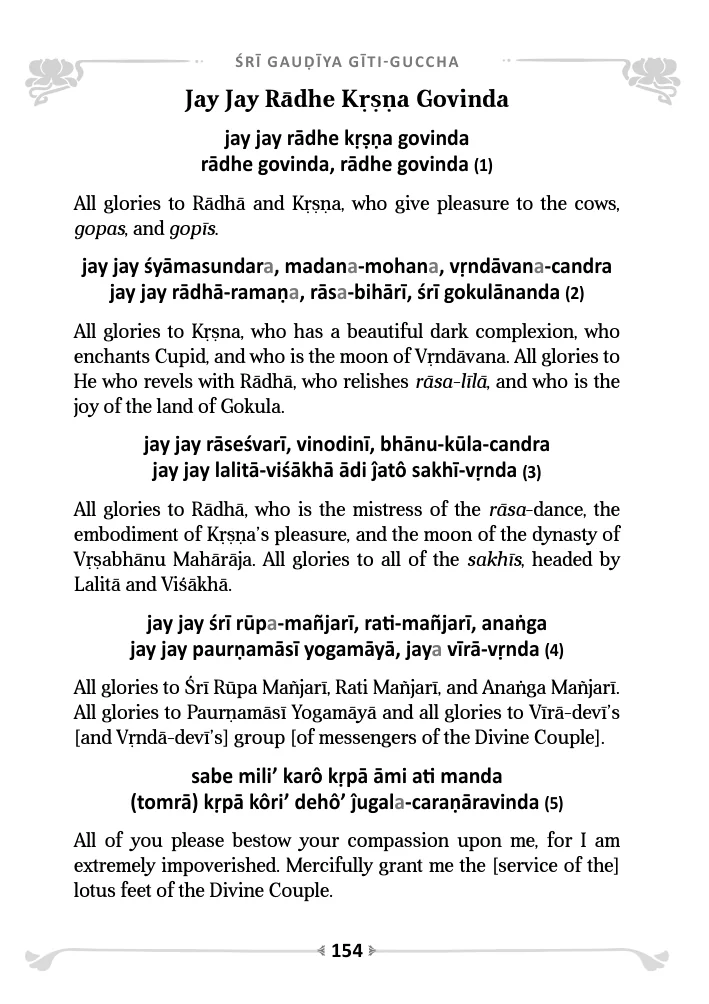 ŚRĪ GAUḌĪYA GĪTI-GUCCHA
Jay Jay Rādhe Kṛṣṇa Govinda
jay jay rādhe kṛṣṇa govinda
rādhe govinda, rādhe govinda (1)
All glories to Rādhā and Kṛṣṇa, who give pleasure to the cows,
gopas, and gopīs.
jay jay śyāmasundara, madana-mohana, vṛndāvana-candra
jay jay rādhā-ramaṇa, rāsa-bihārī, śrī gokulānanda (2)
All glories to Kṛṣṇa, who has a beautiful dark complexion, who
enchants Cupid, and who is the moon of Vṛndāvana. All glories to
He who revels with Rādhā, who relishes rāsa-līlā, and who is the
joy of the land of Gokula.
jay jay rāseśvarī, vinodinī, bhānu-kūla-candra
jay jay lalitā-viśākhā ādi ĵatô sakhī-vṛnda (3)
All glories to Rādhā, who is the mistress of the rāsa-dance, the
embodiment of Kṛṣṇa’s pleasure, and the moon of the dynasty of
Vṛṣabhānu Mahārāja. All glories to all of the sakhīs, headed by
Lalitā and Viśākhā.
jay jay śrī rūpa-mañjarī, rati-mañjarī, anaṅga
jay jay paurṇamāsī yogamāyā, jaya vīrā-vṛnda (4)
All glories to Śrī Rūpa Mañjarī, Rati Mañjarī, and Anaṅga Mañjarī.
All glories to Paurṇamāsī Yogamāyā and all glories to Vīrā-devī’s
[and Vṛndā-devī’s] group [of messengers of the Divine Couple].
sabe mili’ karô kṛpā āmi ati manda
(tomrā) kṛpā kôri’ dehô’ ĵugala-caraṇāravinda (5)
All of you please bestow your compassion upon me, for I am
extremely impoverished. Mercifully grant me the [service of the]
lotus feet of the Divine Couple.
154